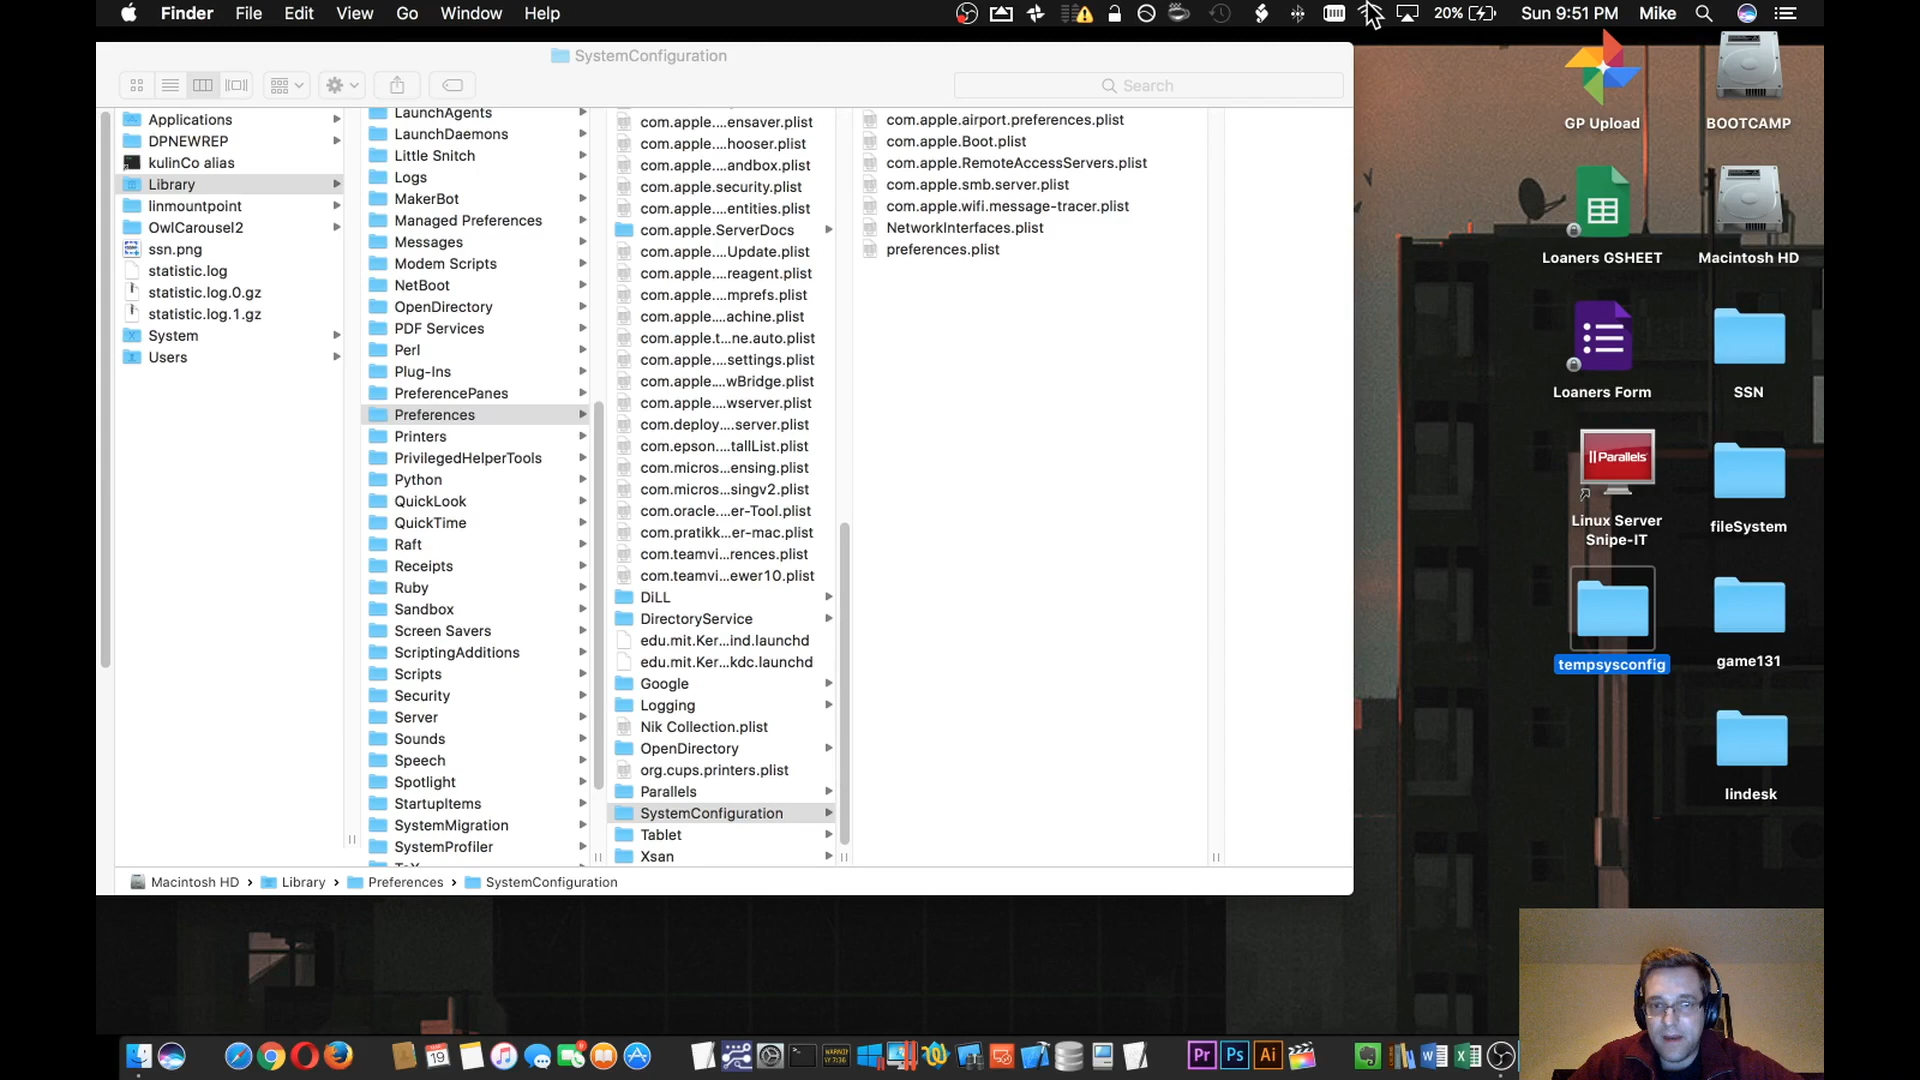 Finder File Edit View Go Window Help 20% Sun 9:51 PM Mike
SystemConfiguration
Search
Applications
DPNEWREP
kulinCo alias
Library
linmountpoint
OwlCarousel2
ssn.png
statistic.log
statistic.log.0.gz
statistic.log.1.gz
System
Users
LaunchAgents
LaunchDaemons
Little Snitch
Logs
MakerBot
Managed Preferences
Messages
Modem Scripts
NetBoot
OpenDirectory
PDF Services
Perl
Plug-Ins
PreferencePanes
Preferences
Printers
PrivilegedHelperTools
Python
QuickLook
QuickTime
Raft
Receipts
Ruby
Sandbox
Screen Savers
ScriptingAdditions
Scripts
Security
Server
Sounds
Speech
Spotlight
StartupItems
SystemMigration
SystemProfiler
com.apple....ensaver.plist
com.apple....hooser.plist
com.apple....andbox.plist
com.apple.security.plist
com.apple....entities.plist
com.apple.ServerDocs
com.apple....Update.plist
com.apple....reagent.plist
com.apple....mprefs.plist
com.apple....achine.plist
com.apple.t...ne.auto.plist
com.apple....settings.plist
com.apple....wBridge.plist
com.apple....wserver.plist
com.deploy....server.plist
com.epson....tallList.plist
com.micros...ensing.plist
com.micros...singv2.plist
com.oracle....er-Tool.plist
com.pratikk...er-mac.plist
com.teamvi...rences.plist
com.teamvi...ewer10.plist
DiLL
DirectoryService
edu.mit.Ker...ind.launchd
edu.mit.Ker...kdc.launchd
Google
Logging
Nik Collection.plist
OpenDirectory
org.cups.printers.plist
Parallels
SystemConfiguration
Tablet
Xsan
com.apple.airport.preferences.plist
com.apple.Boot.plist
com.apple.RemoteAccessServers.plist
com.apple.smb.server.plist
com.apple.wifi.message-tracer.plist
NetworkInterfaces.plist
preferences.plist
Macintosh HD › Library › Preferences › SystemConfiguration
GP Upload
BOOTCAMP
Loaners GSHEET
Macintosh HD
Loaners Form
SSN
Parallels
Linux Server
Snipe-IT
fileSystem
tempsysconfig
game131
lindesk
19
Pr Ps Ai